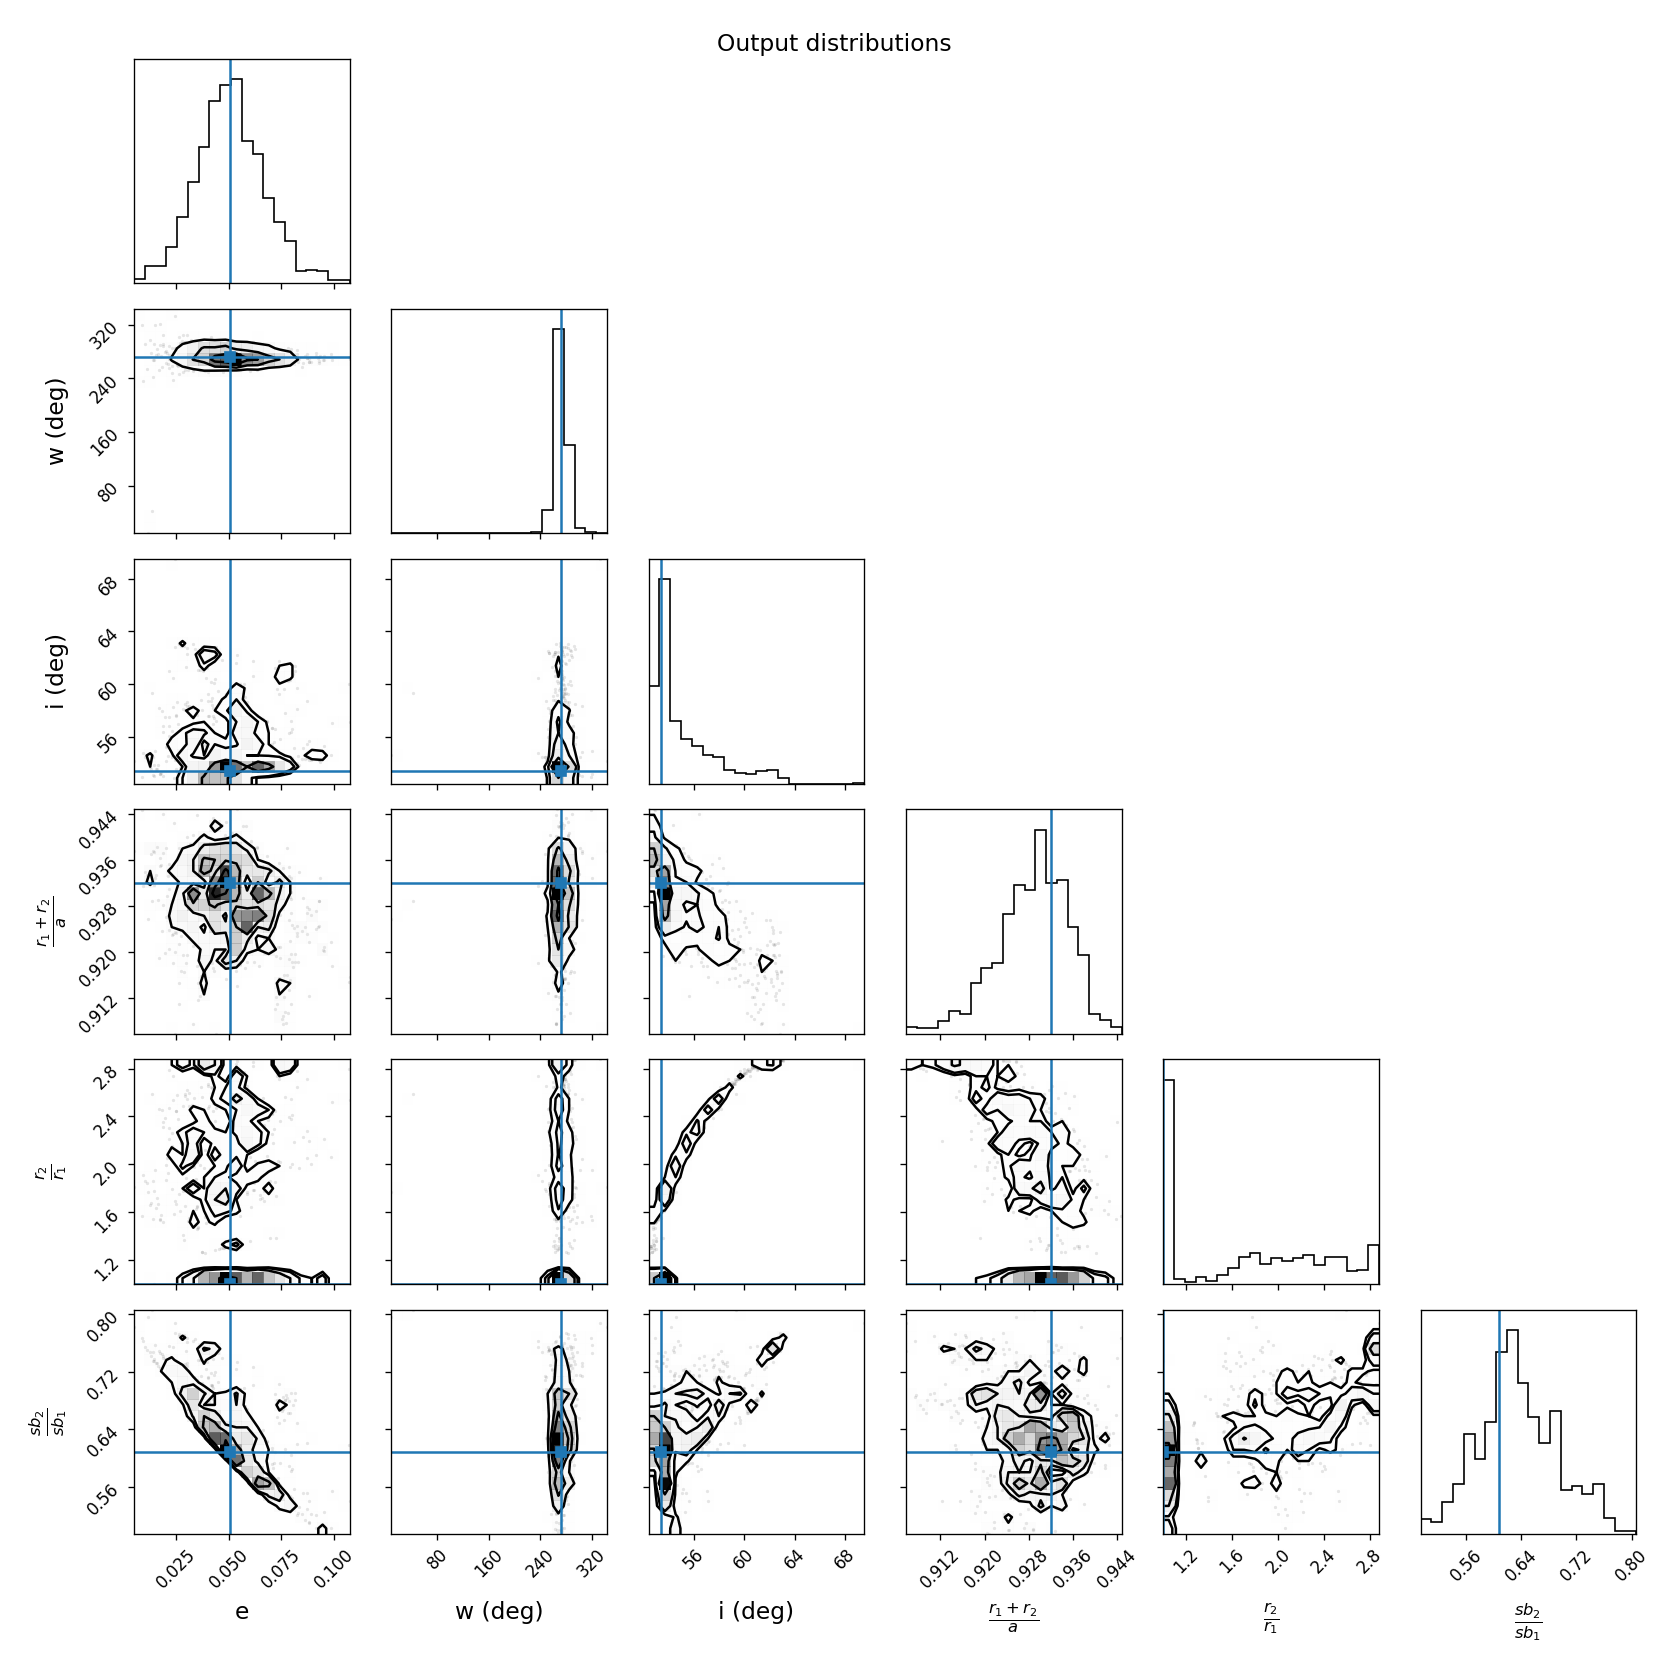 Output distributions
320
240
160
80
w (deg)
68
64
60
56
i (deg)
0.944
0.936
0.928
0.920
0.912
r1 + r2
a
2.8
2.4
2.0
1.6
1.2
r2
r1
0.80
0.72
0.64
0.56
sb2
sb1
0.025 0.050 0.075 0.100 80 160 240 320 56 60 64 68 0.912 0.920 0.928 0.936 0.944 1.2 1.6 2.0 2.4 2.8 0.56 0.64 0.72 0.80
e w (deg) i (deg) r1 + r2 r2 sb2
a r1 sb1